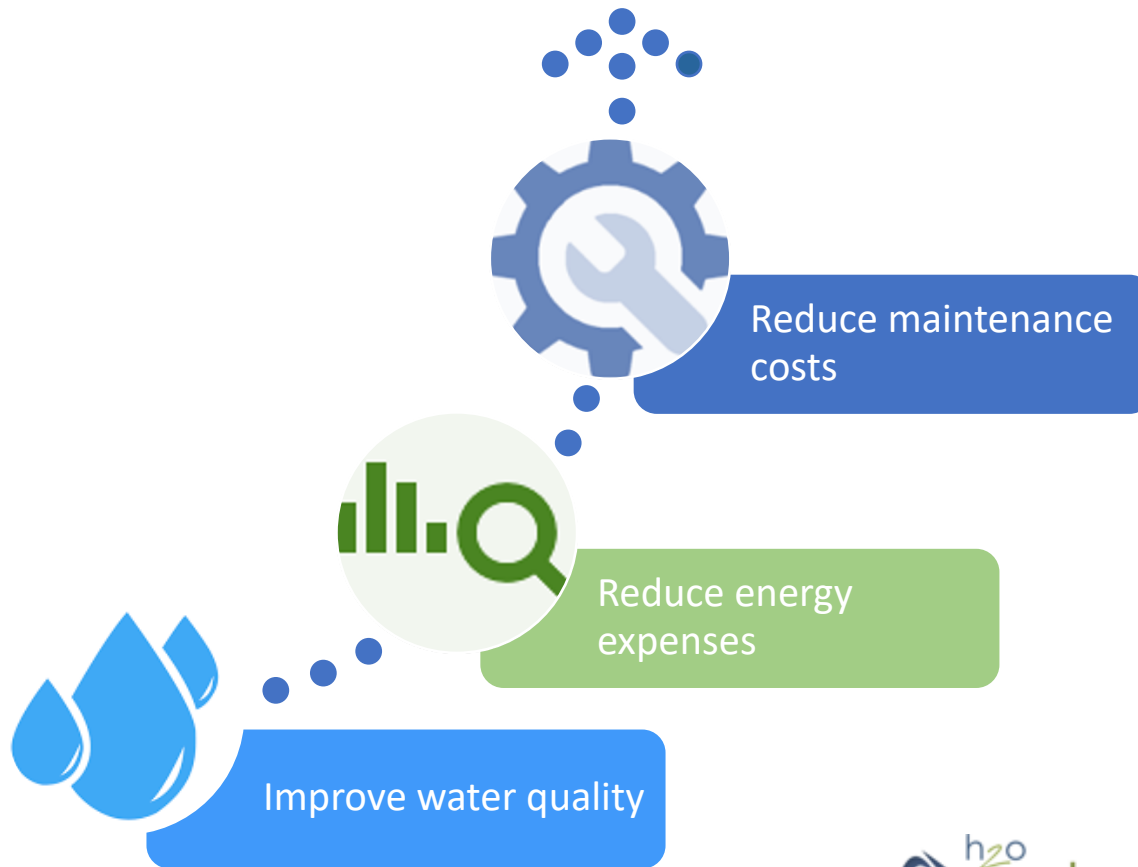 Reduce maintenance
costs
Reduce energy
expenses
Improve water quality
h2o